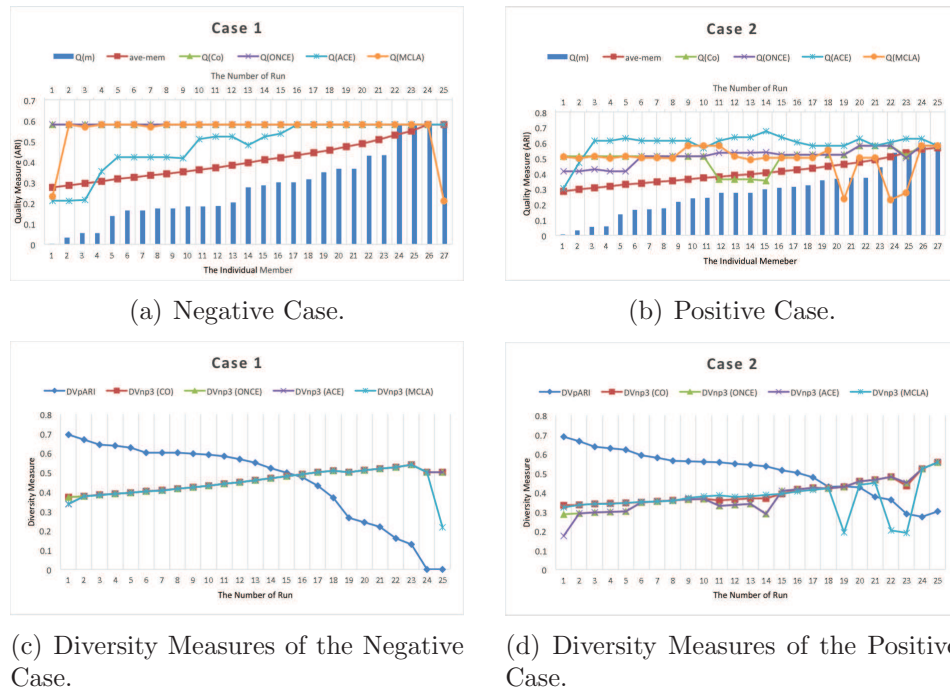 Case 1
Q(m) ave-mem Q(Co) Q(ONCE) Q(ACE) Q(MCLA)
The Number of Run
1 2 3 4 5 6 7 8 9 10 11 12 13 14 15 16 17 18 19 20 21 22 23 24 25
0.7
0.6
0.5
0.4
0.3
0.2
0.1
0
Quality Measure (ARI)
1 2 3 4 5 6 7 8 9 10 11 12 13 14 15 16 17 18 19 20 21 22 23 24 25 26 27
The Individual Member
(a) Negative Case.
Case 2
Q(m) ave-mem Q(Co) Q(ONCE) Q(ACE) Q(MCLA)
The Number of Run
1 2 3 4 5 6 7 8 9 10 11 12 13 14 15 16 17 18 19 20 21 22 23 24 25
0.8
0.7
0.6
0.5
0.4
0.3
0.2
0.1
0
Quality Measure (ARI)
1 2 3 4 5 6 7 8 9 10 11 12 13 14 15 16 17 18 19 20 21 22 23 24 25 26 27
The Individual Memeber
(b) Positive Case.
Case 1
DVpARI DVnp3 (CO) DVnp3 (ONCE) DVnp3 (ACE) DVnp3 (MCLA)
0.8
0.7
0.6
0.5
0.4
0.3
0.2
0.1
0
Diversity Measure
1 2 3 4 5 6 7 8 9 10 11 12 13 14 15 16 17 18 19 20 21 22 23 24 25
The Number of Run
(c) Diversity Measures of the Negative
Case.
Case 2
DVpARI DVnp3 (CO) DVnp3 (ONCE) DVnp3 (ACE) DVnp3 (MCLA)
0.8
0.7
0.6
0.5
0.4
0.3
0.2
0.1
0
Diversity Measure
1 2 3 4 5 6 7 8 9 10 11 12 13 14 15 16 17 18 19 20 21 22 23 24 25
The Number of Run
(d) Diversity Measures of the Positive
Case.